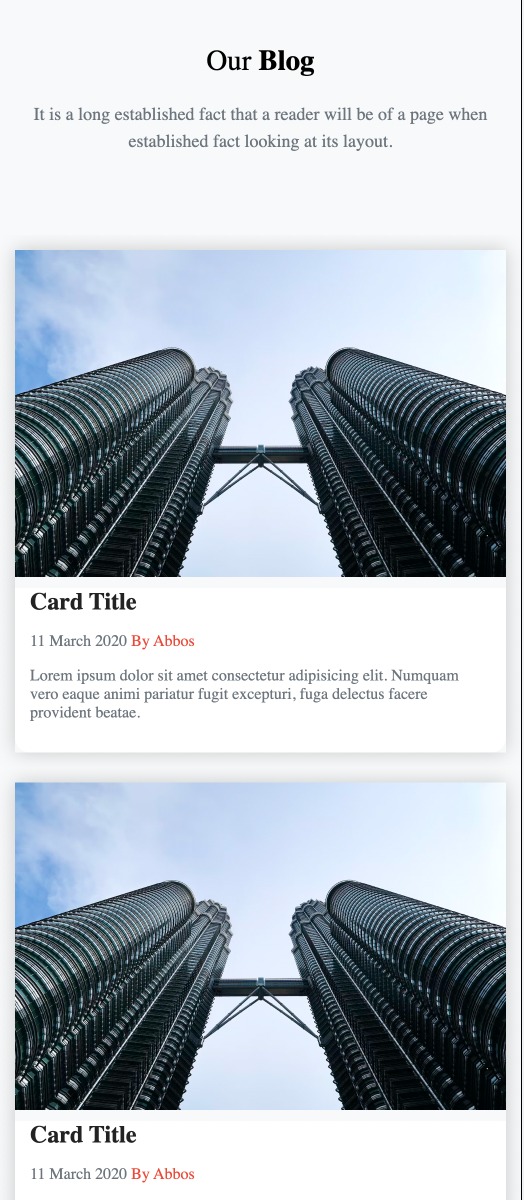 Our Blog
It is a long established fact that a reader will be of a page when
established fact looking at its layout.
Card Title
11 March 2020 By Abbos
Lorem ipsum dolor sit amet consectetur adipisicing elit. Numquam
vero eaque animi pariatur fugit excepturi, fuga delectus facere
provident beatae.
Card Title
11 March 2020 By Abbos